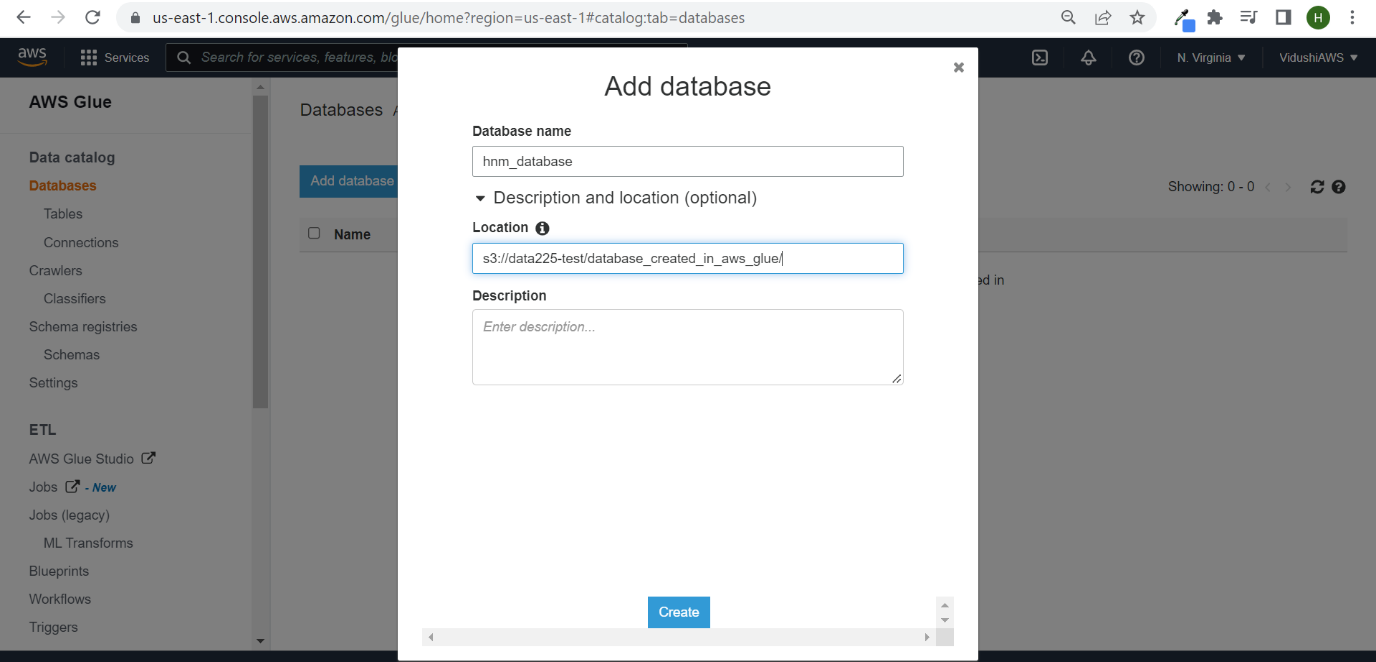 us-east-1.console.aws.amazon.com/glue/home?region=us-east-1#catalog:tab=databases
H
aws
Services
Search for services, features, blo
N. Virginia
VidushiAWS
AWS Glue
Data catalog
Databases
Tables
Connections
Crawlers
Classifiers
Schema registries
Schemas
Settings
ETL
AWS Glue Studio
Jobs - New
Jobs (legacy)
ML Transforms
Blueprints
Workflows
Triggers
Databases
Add database
Showing: 0 - 0
Name
ed in
Add database
Database name
hnm_database
Description and location (optional)
Location
s3://data225-test/database_created_in_aws_glue/
Description
Enter description...
Create